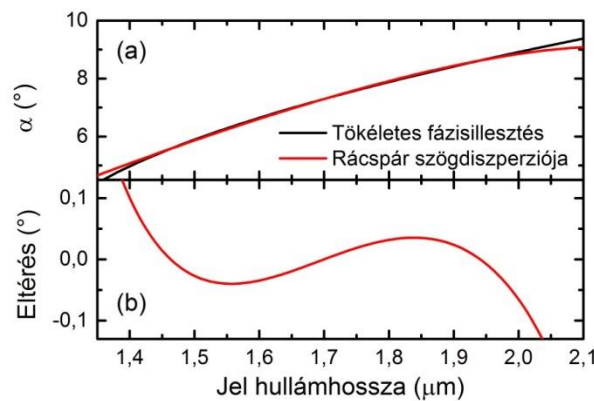 10
8
6
α (°)
(a)
Tökéletes fázisillesztés
Rácspár szögdiszperziója
0,1
0,0
-0,1
Eltérés (°)
(b)
1,4 1,5 1,6 1,7 1,8 1,9 2,0 2,1
Jel hullámhossza (μm)